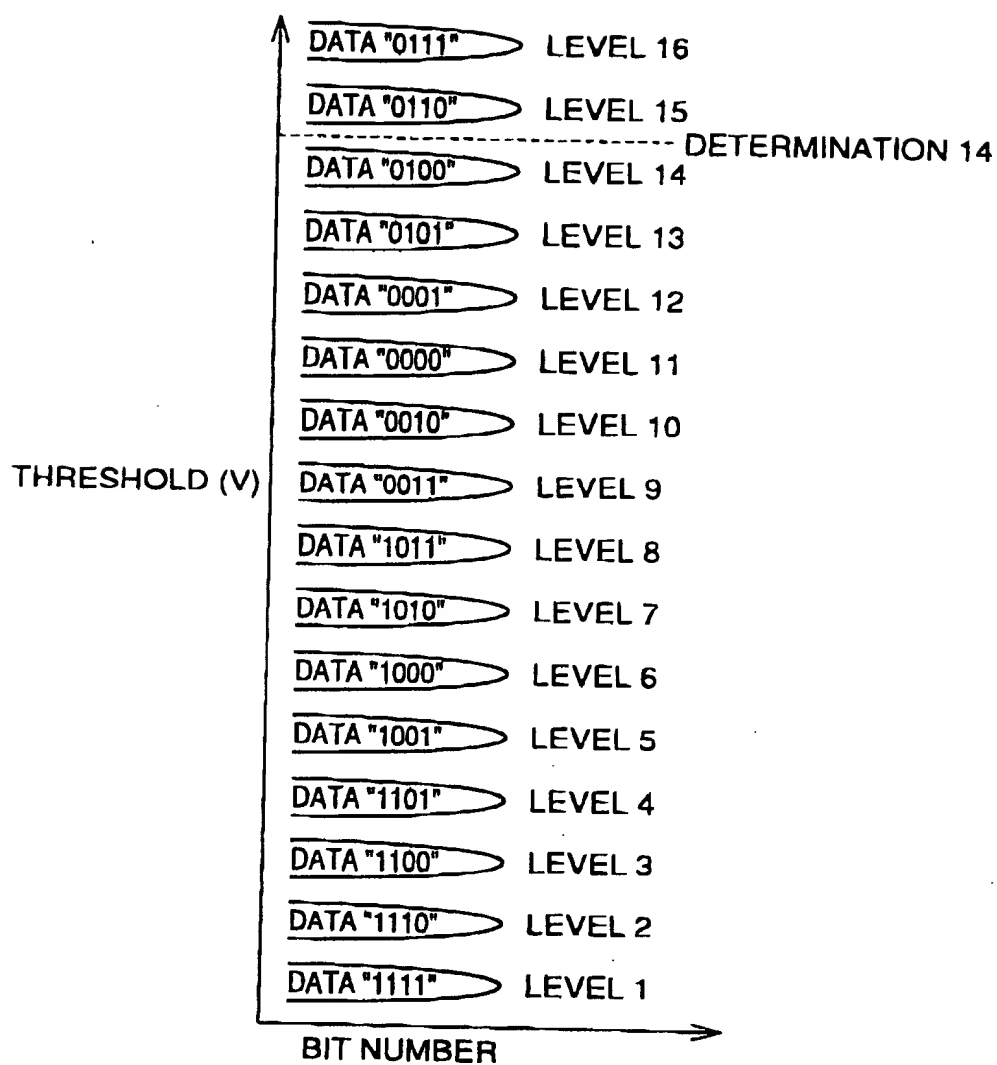 DATA "0111" LEVEL 16
DATA "0110" LEVEL 15
DETERMINATION 14
DATA "0100" LEVEL 14
DATA "0101" LEVEL 13
DATA "0001" LEVEL 12
DATA "0000" LEVEL 11
DATA "0010" LEVEL 10
THRESHOLD (V)
DATA "0011" LEVEL 9
DATA "1011" LEVEL 8
DATA "1010" LEVEL 7
DATA "1000" LEVEL 6
DATA "1001" LEVEL 5
DATA "1101" LEVEL 4
DATA "1100" LEVEL 3
DATA "1110" LEVEL 2
DATA "1111" LEVEL 1
BIT NUMBER